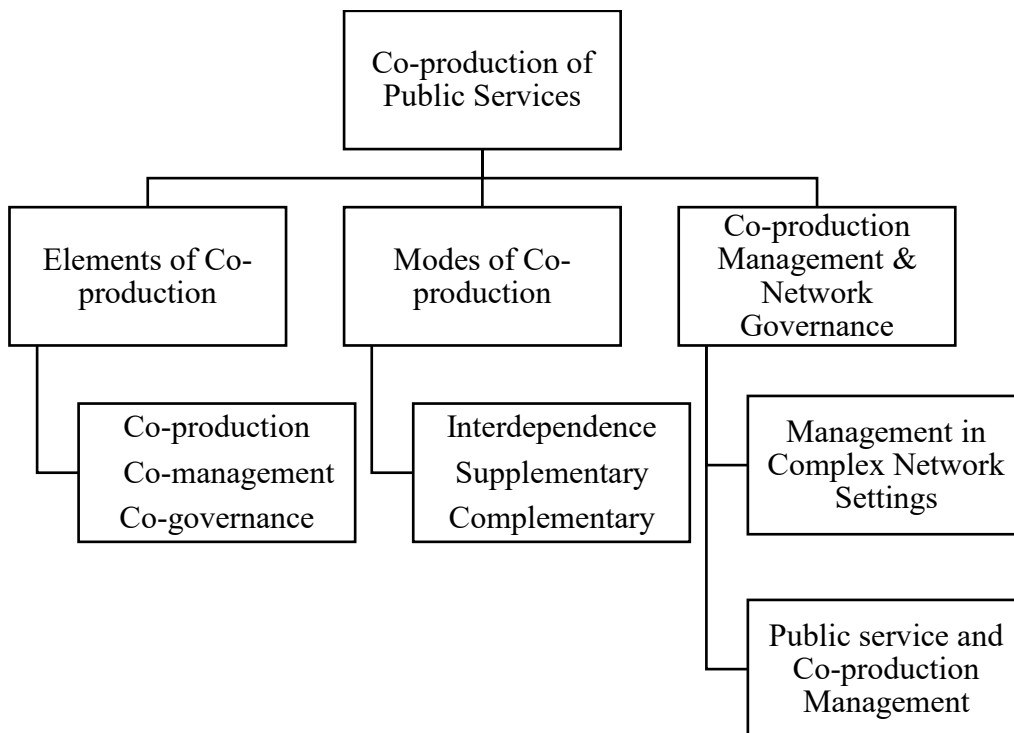 Co-production of
Public Services
Elements of Co-
production
Modes of Co-
production
Co-production
Management &
Network
Governance
Co-production
Co-management
Co-governance
Interdependence
Supplementary
Complementary
Management in
Complex Network
Settings
Public service and
Co-production
Management